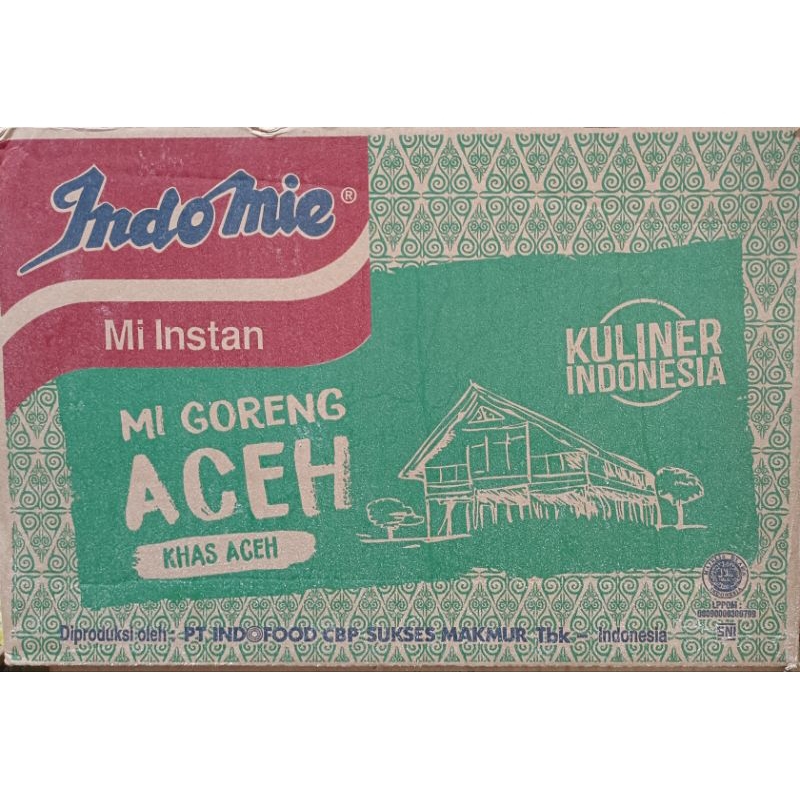 Indomie®
Mi Instan
KULINER
INDONESIA
MI GORENG
ACEH
KHAS ACEH
LPPOM :
Diproduksi oleh : PT INDOFOOD CBP SUKSES MAKMUR Tbk – Indonesia
SNI